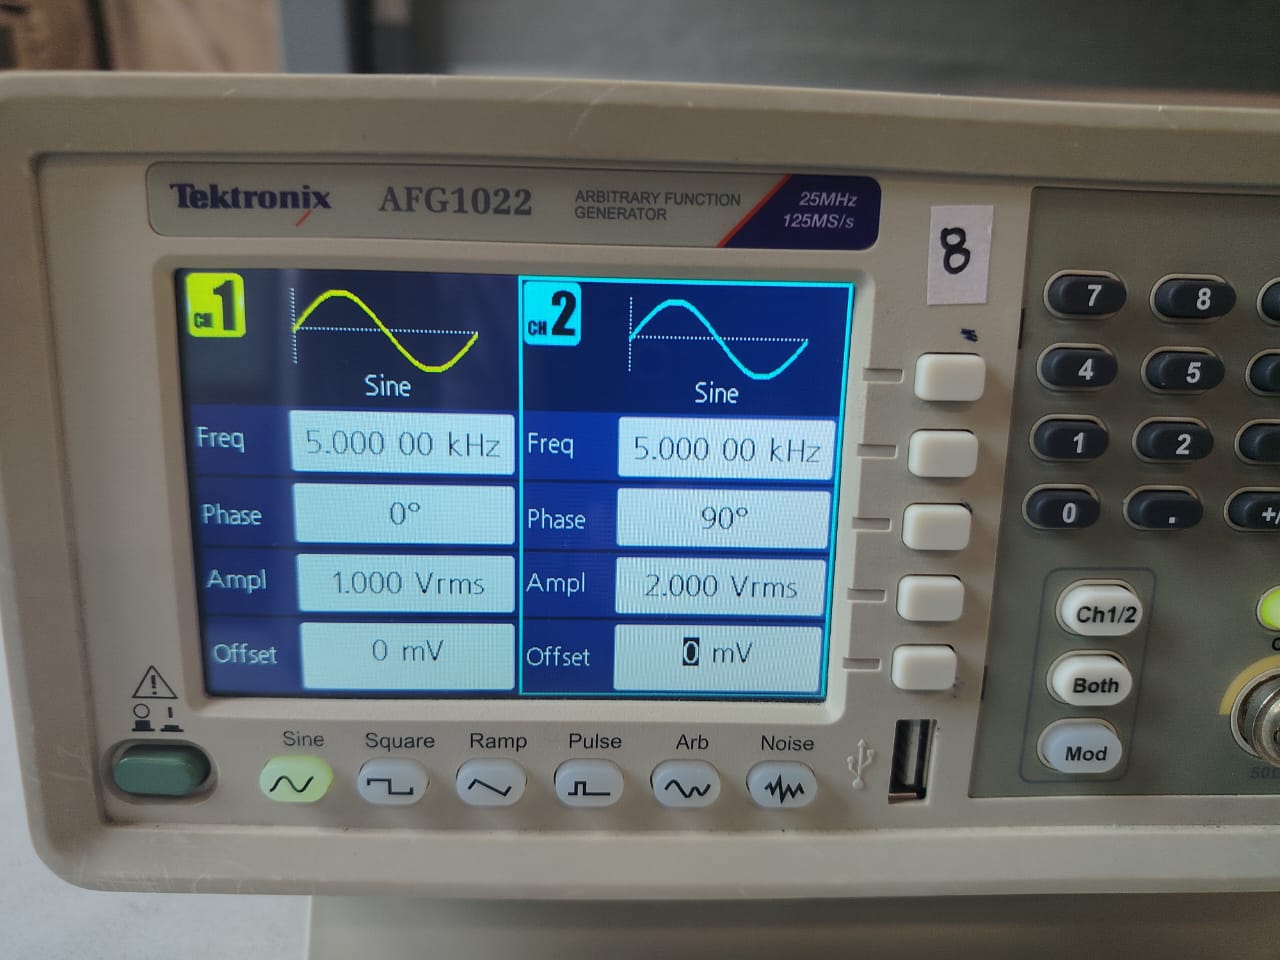 Tektronix AFG1022 ARBITRARY FUNCTION GENERATOR 25MHz 125MS/s
8
CH 1
Sine
Freq 5.000 00 kHz
Phase 0°
Ampl 1.000 Vrms
Offset 0 mV
CH 2
Sine
Freq 5.000 00 kHz
Phase 90°
Ampl 2.000 Vrms
Offset 0 mV
Sine Square Ramp Pulse Arb Noise
7 8
4 5
1 2
0 . +/
Ch1/2
Both
Mod